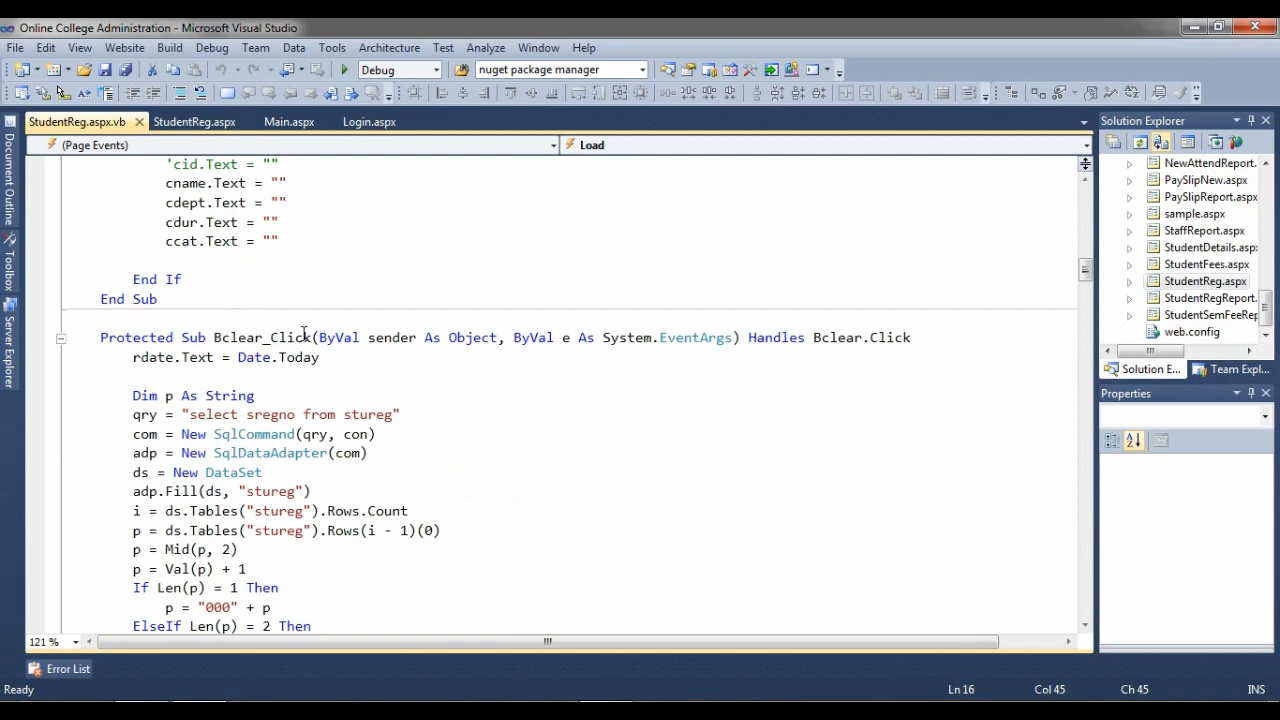 Online College Administration - Microsoft Visual Studio
File Edit View Website Build Debug Team Data Tools Architecture Test Analyze Window Help
Debug nuget package manager
StudentReg.aspx.vb StudentReg.aspx Main.aspx Login.aspx
(Page Events) Load
'cid.Text = ""
cname.Text = ""
cdept.Text = ""
cdur.Text = ""
ccat.Text = ""
End If
End Sub
Protected Sub Bclear_Click(ByVal sender As Object, ByVal e As System.EventArgs) Handles Bclear.Click
rdate.Text = Date.Today
Dim p As String
qry = "select sregno from stureg"
com = New SqlCommand(qry, con)
adp = New SqlDataAdapter(com)
ds = New DataSet
adp.Fill(ds, "stureg")
i = ds.Tables("stureg").Rows.Count
p = ds.Tables("stureg").Rows(i - 1)(0)
p = Mid(p, 2)
p = Val(p) + 1
If Len(p) = 1 Then
p = "000" + p
ElseIf Len(p) = 2 Then
121 %
Document Outline
Toolbox
Server Explorer
Solution Explorer
NewAttendReport.
PaySlipNew.aspx
PaySlipReport.aspx
sample.aspx
StaffReport.aspx
StudentDetails.asp
StudentFees.aspx
StudentReg.aspx
StudentRegReport.
StudentSemFeeRep
web.config
Solution E... Team Expl...
Properties
Error List
Ready Ln 16 Col 45 Ch 45 INS